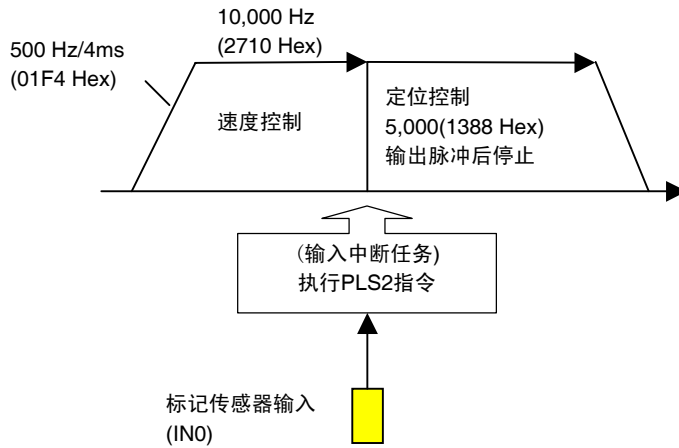 10,000 Hz
(2710 Hex)
500 Hz/4ms
(01F4 Hex)
速度控制
定位控制
5,000(1388 Hex)
输出脉冲后停止
(输入中断任务)
执行PLS2指令
标记传感器输入
(IN0)